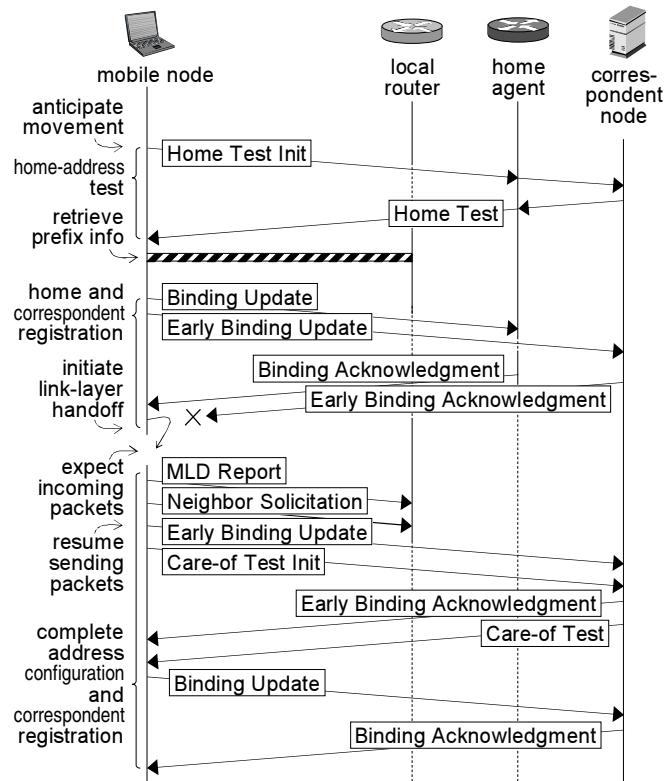 mobile node
local
router
home
agent
corres-
pondent
node
anticipate
movement
Home Test Init
home-address
test
Home Test
retrieve
prefix info
home and
correspondent
registration
Binding Update
Early Binding Update
initiate
link-layer
handoff
Binding Acknowledgment
Early Binding Acknowledgment
expect
incoming
packets
MLD Report
Neighbor Solicitation
Early Binding Update
resume
sending
packets
Care-of Test Init
Early Binding Acknowledgment
Care-of Test
complete
address
configuration
and
correspondent
registration
Binding Update
Binding Acknowledgment